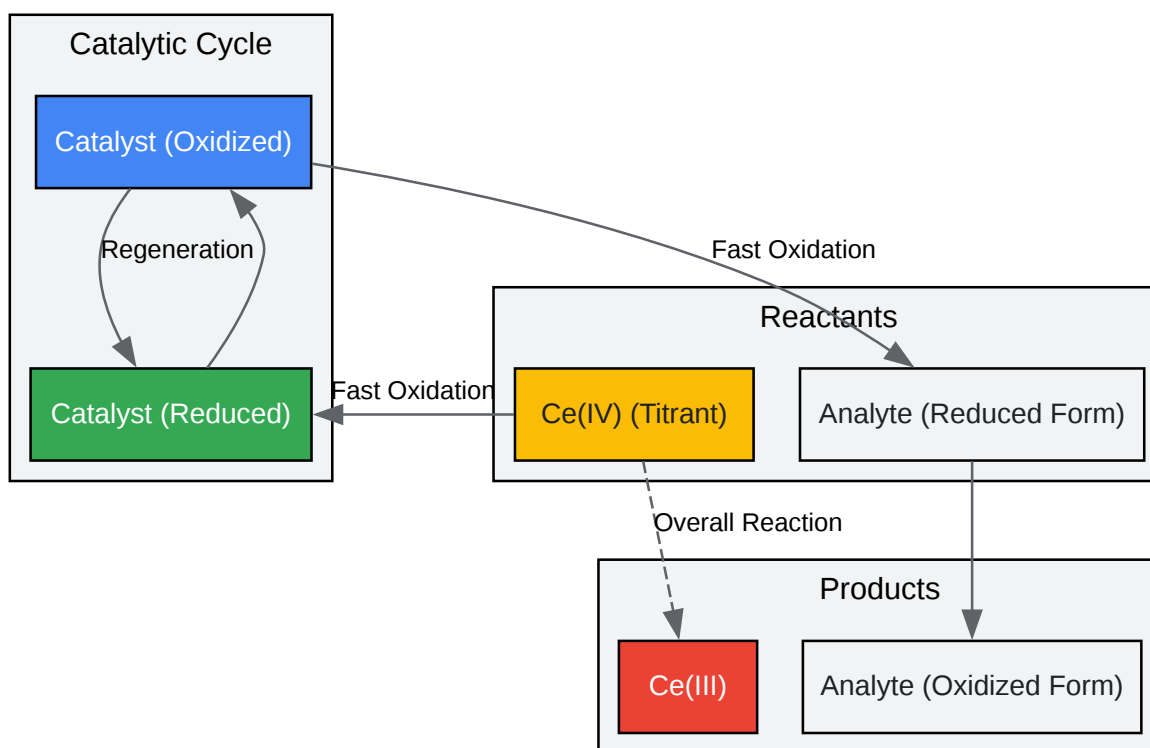 Catalytic Cycle
Catalyst (Oxidized)
Regeneration
Fast Oxidation
Reactants
Catalyst (Reduced)
Fast Oxidation
Ce(IV) (Titrant)
Analyte (Reduced Form)
Overall Reaction
Products
Ce(III)
Analyte (Oxidized Form)